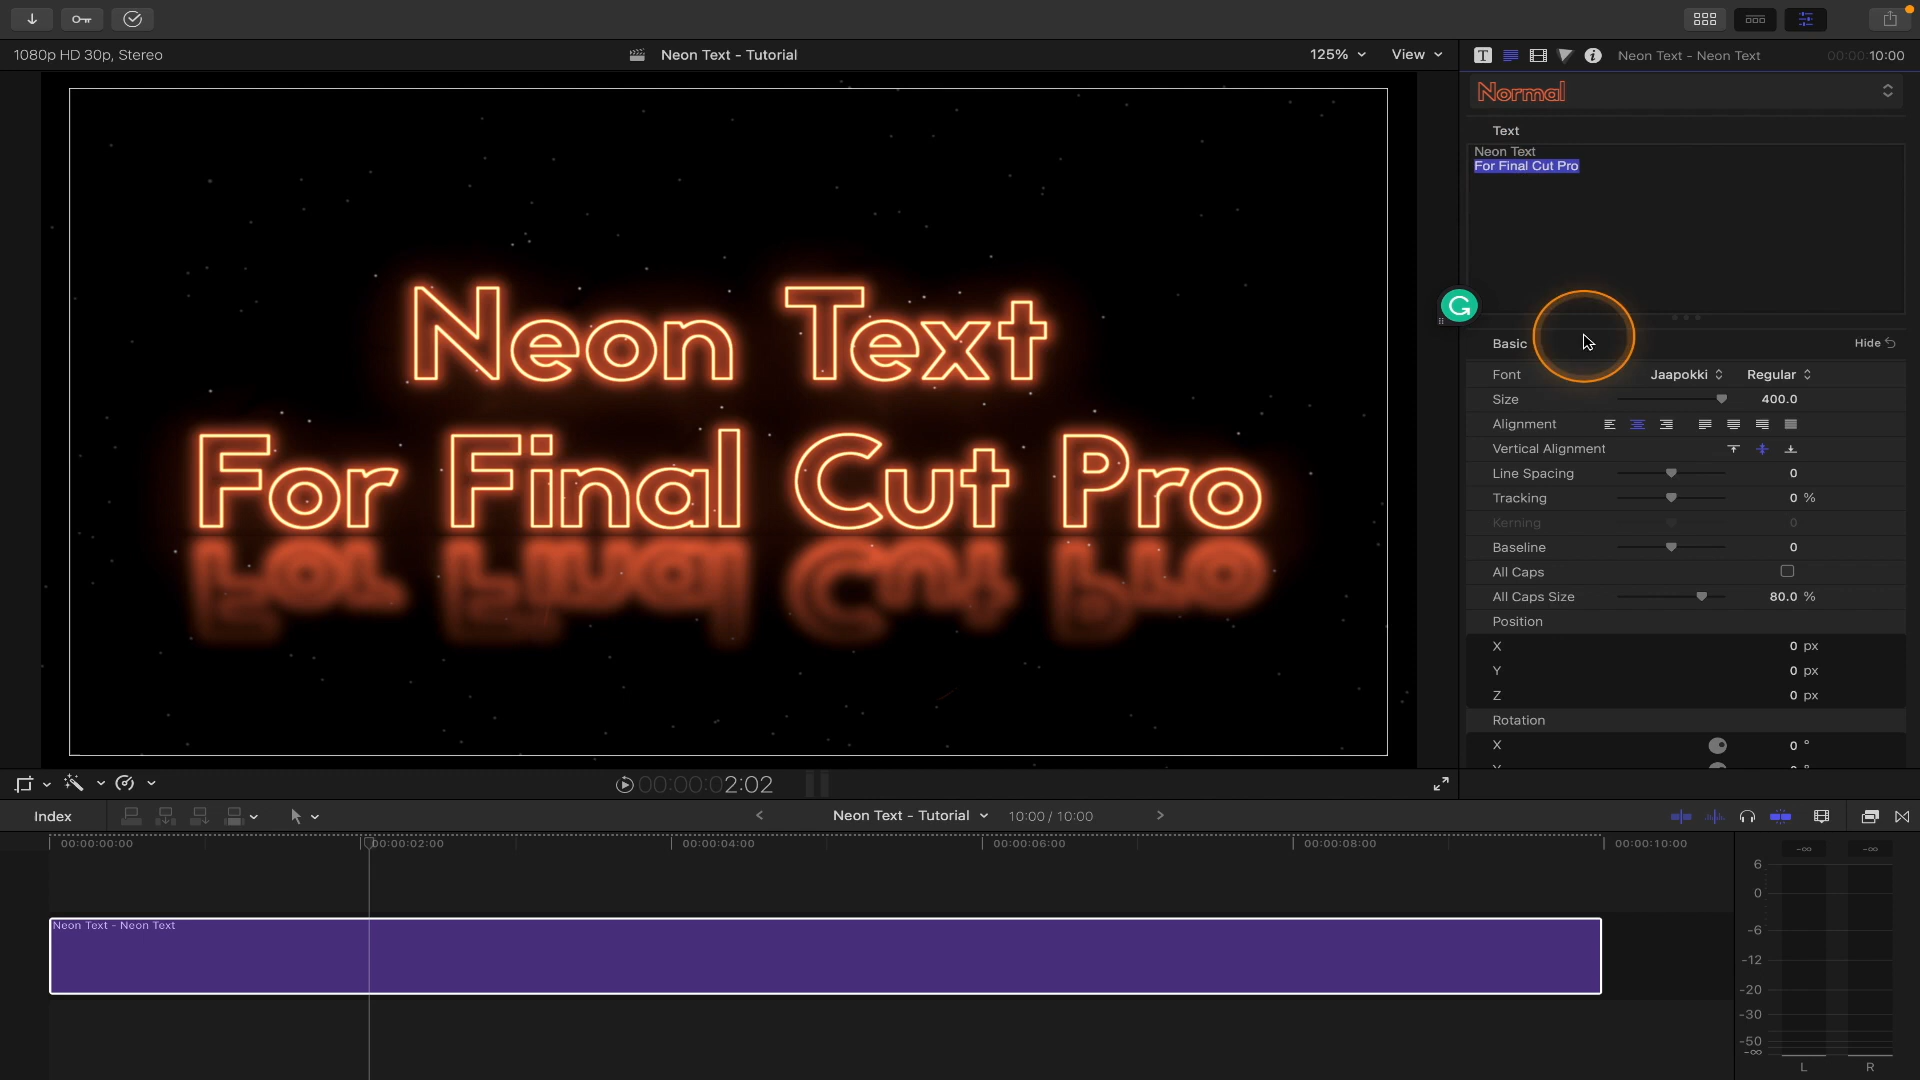 1080p HD 30p, Stereo
Neon Text - Tutorial
125%
View
T
i
Neon Text - Neon Text
00:00:10:00
Normal
Text
Neon Text
For Final Cut Pro
Neon Text
For Final Cut Pro
Basic
Hide
Font
Jaapokki
Regular
Size
400.0
Alignment
Vertical Alignment
Line Spacing
0
Tracking
0 %
Kerning
0
Baseline
0
All Caps
All Caps Size
80.0 %
Position
X
0 px
Y
0 px
Z
0 px
Rotation
X
0 °
00:00:02:02
Index
Neon Text - Tutorial
10:00 / 10:00
00:00:00:00
00:00:02:00
00:00:04:00
00:00:06:00
00:00:08:00
00:00:10:00
Neon Text - Neon Text
-∞
-∞
6
0
-6
-12
-20
-30
-50
-∞
L
R